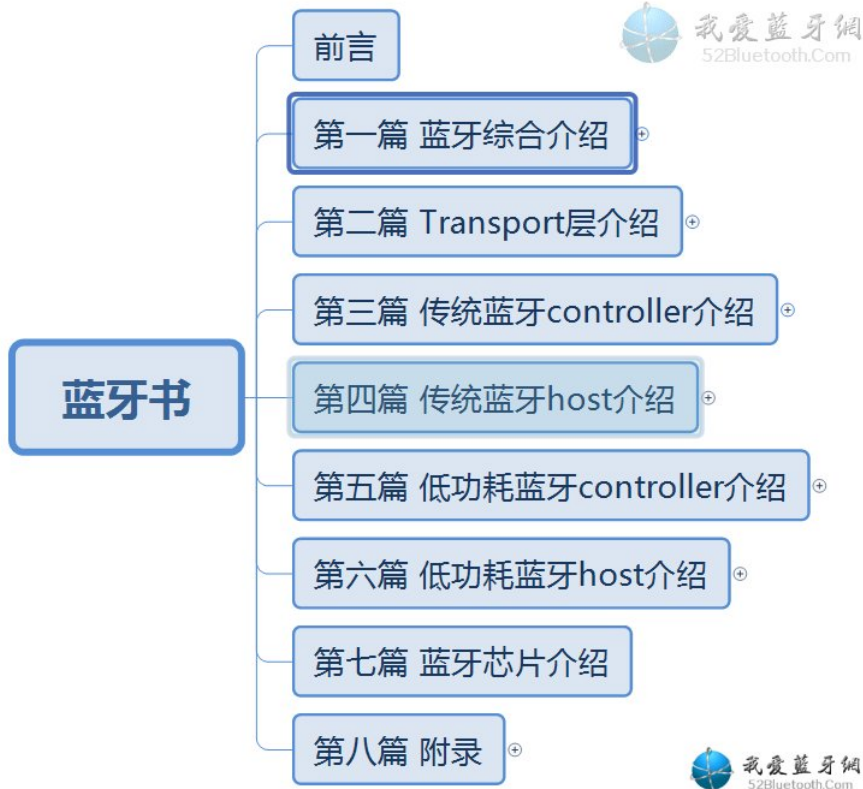 我爱蓝牙網
52Bluetooth.Com
前言
第一篇 蓝牙综合介绍
第二篇 Transport层介绍
第三篇 传统蓝牙controller介绍
蓝牙书
第四篇 传统蓝牙host介绍
第五篇 低功耗蓝牙controller介绍
第六篇 低功耗蓝牙host介绍
第七篇 蓝牙芯片介绍
第八篇 附录
我爱蓝牙網
52Bluetooth.Com